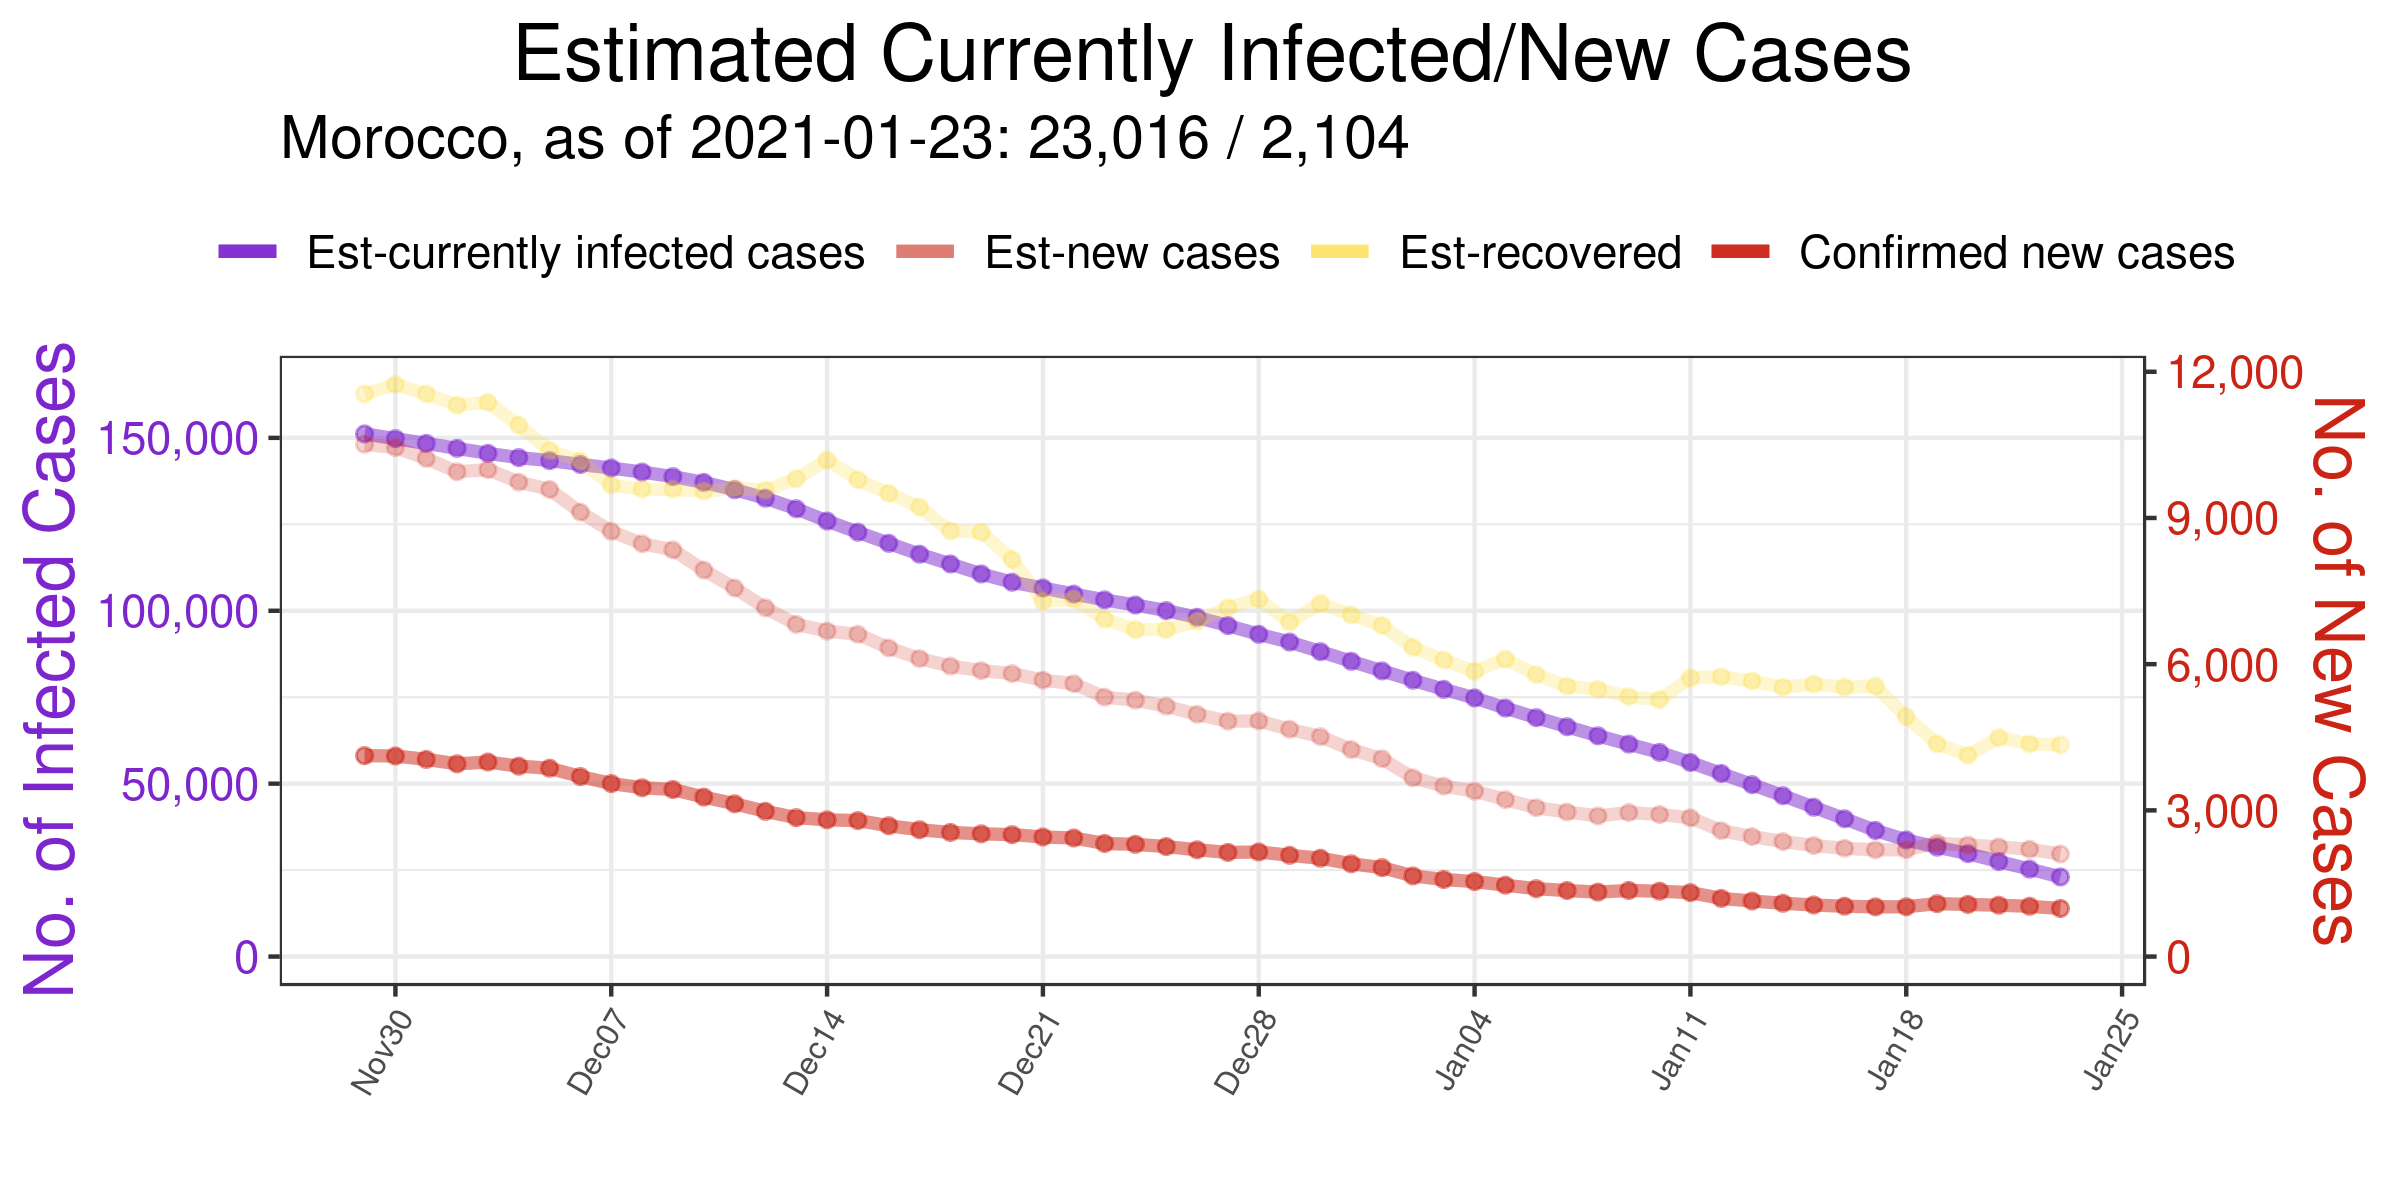 Estimated Currently Infected/New Cases
Morocco, as of 2021-01-23: 23,016 / 2,104
Est-currently infected cases Est-new cases Est-recovered Confirmed new cases
No. of Infected Cases
150,000
100,000
50,000
0
12,000
9,000
6,000
3,000
0
No. of New Cases
Nov30 Dec07 Dec14 Dec21 Dec28 Jan04 Jan11 Jan18 Jan25